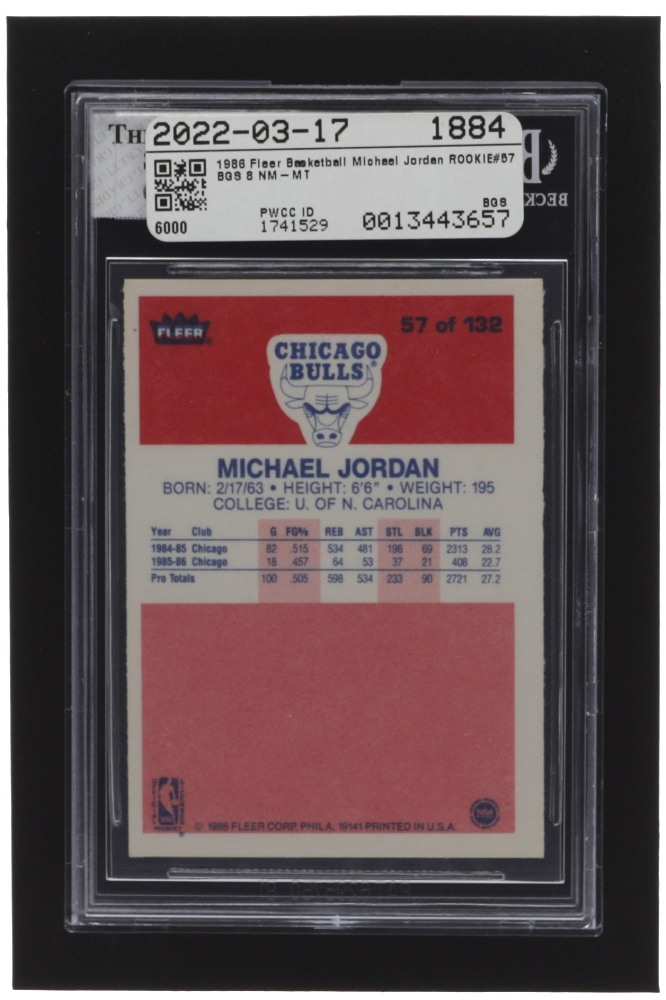 TH
2022-03-17 1884
1986 Fleer Basketball Michael Jordan ROOKIE#57
BGS 8 NM-MT
BGS
PWCC ID
6000 1741529 0013443657
BECK
FLEER
57 of 132
CHICAGO
BULLS
MICHAEL JORDAN
BORN: 2/17/63 • HEIGHT: 6'6" • WEIGHT: 195
COLLEGE: U. OF N. CAROLINA
Year Club G FG% REB AST STL BLK PTS AVG
1984-85 Chicago 82 .515 534 481 196 69 2313 28.2
1985-86 Chicago 18 .457 64 53 37 21 408 22.7
Pro Totals 100 .505 598 534 233 90 2721 27.2
© 1986 FLEER CORP. PHILA. 19141 PRINTED IN U.S.A.